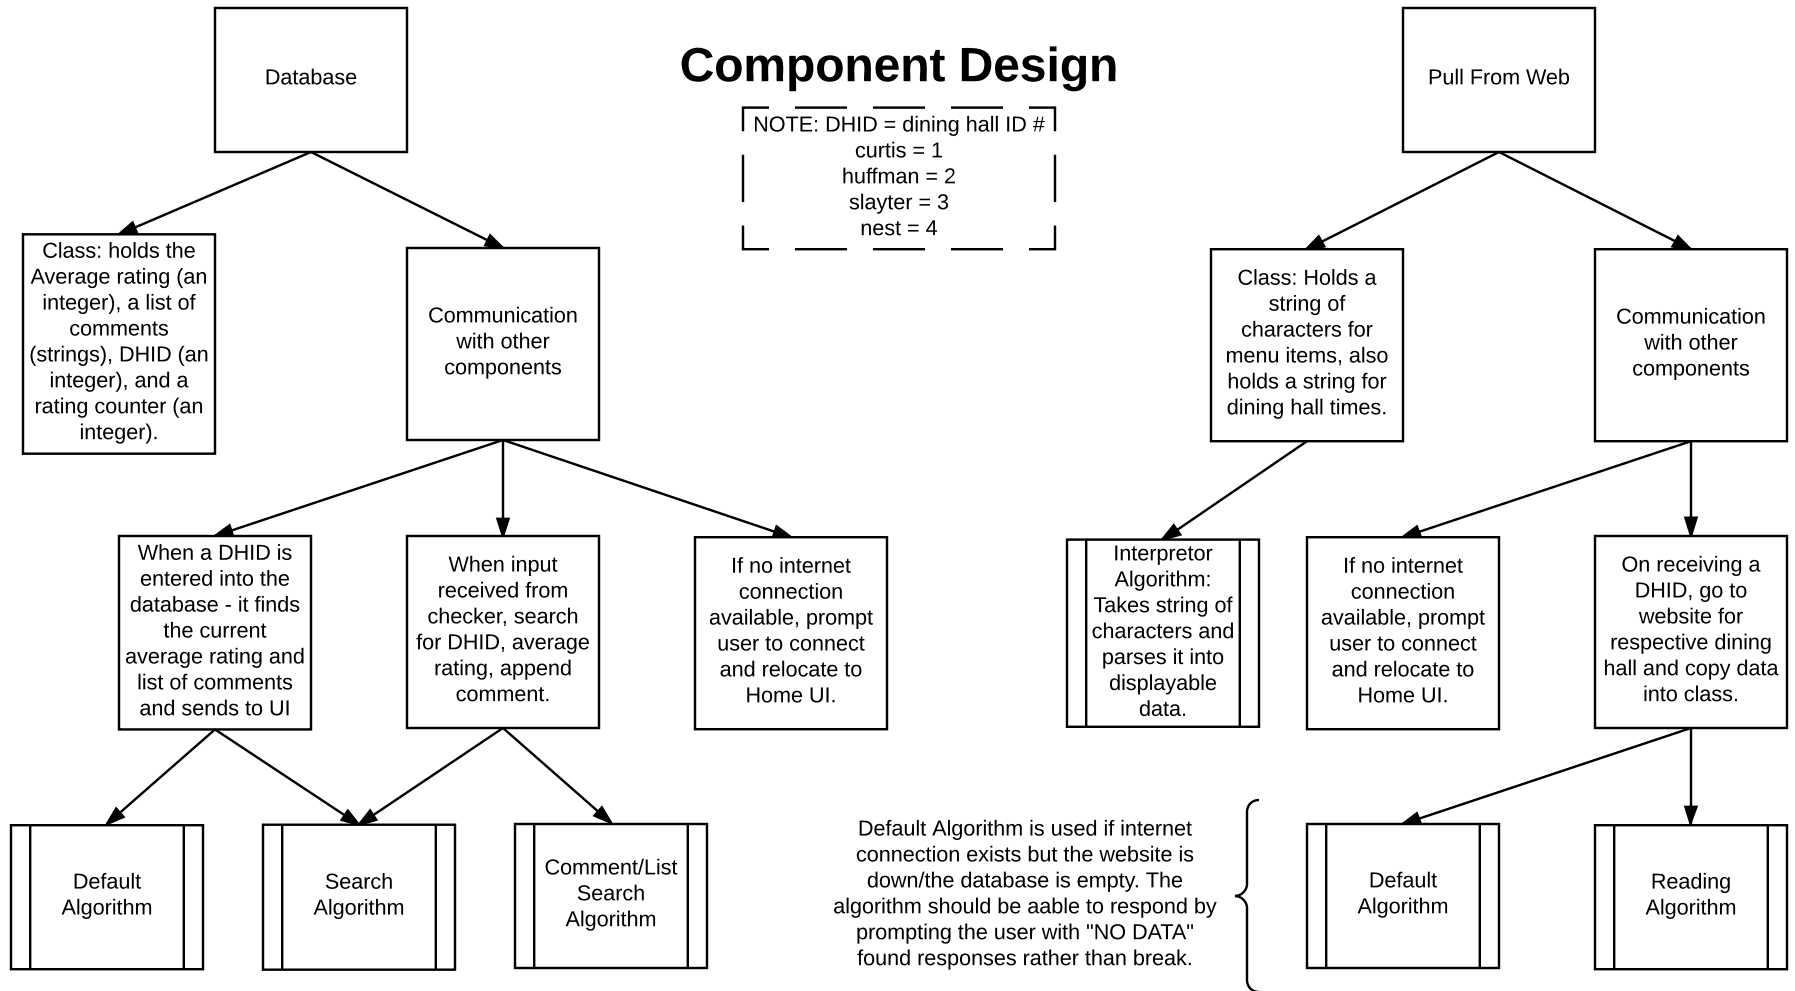 Database
Component Design
Pull From Web
NOTE: DHID = dining hall ID #
curtis = 1
huffman = 2
slayter = 3
nest = 4
Class: holds the
Average rating (an
integer), a list of
comments
(strings), DHID (an
integer), and a
rating counter (an
integer).
Communication
with other
components
Class: Holds a
string of
characters for
menu items, also
holds a string for
dining hall times.
Communication
with other
components
When a DHID is
entered into the
database - it finds
the current
average rating and
list of comments
and sends to UI
When input
received from
checker, search
for DHID, average
rating, append
comment.
If no internet
connection
available, prompt
user to connect
and relocate to
Home UI.
Interpretor
Algorithm:
Takes string of
characters and
parses it into
displayable
data.
If no internet
connection
available, prompt
user to connect
and relocate to
Home UI.
On receiving a
DHID, go to
website for
respective dining
hall and copy data
into class.
Default
Algorithm
Search
Algorithm
Comment/List
Search
Algorithm
Default Algorithm is used if internet
connection exists but the website is
down/the database is empty. The
algorithm should be aable to respond by
prompting the user with "NO DATA"
found responses rather than break.
Default
Algorithm
Reading
Algorithm